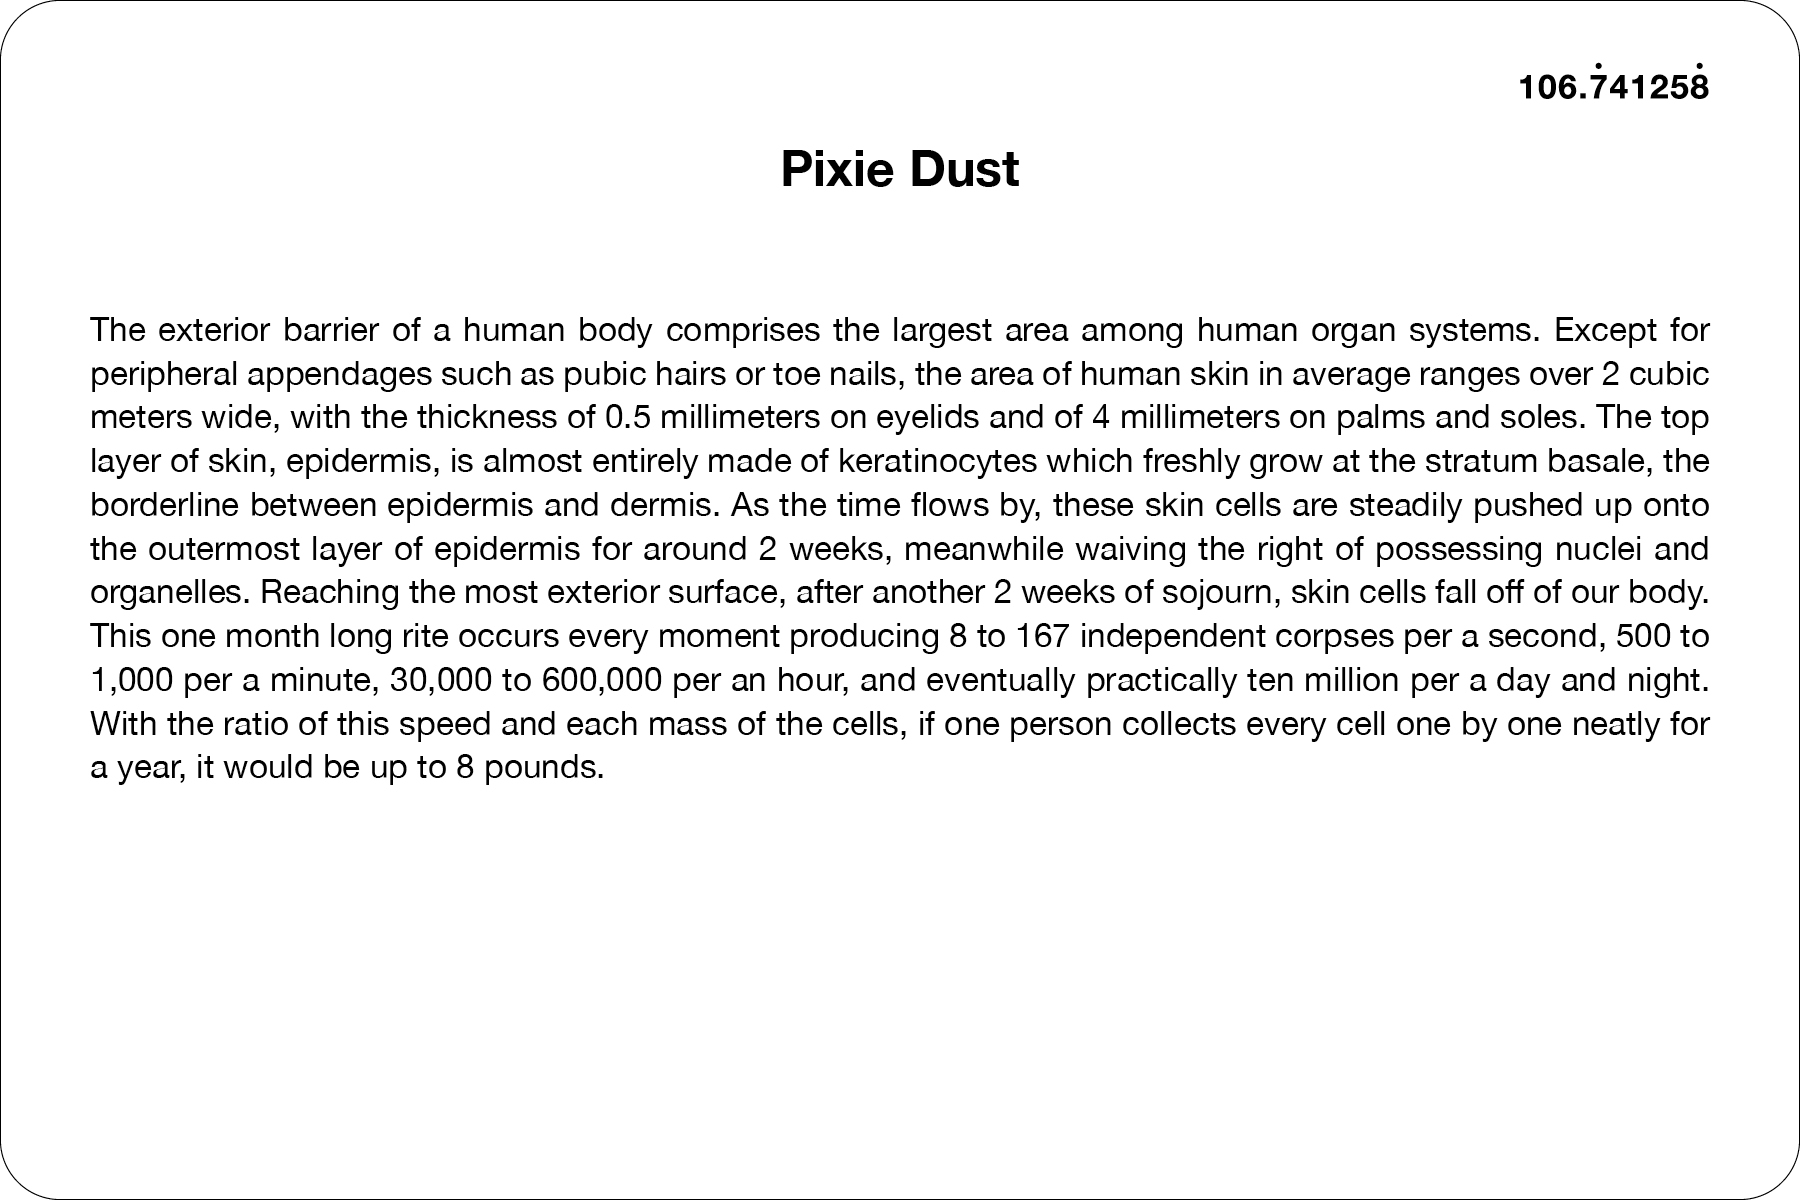 106.7̇41258̇
Pixie Dust
The exterior barrier of a human body comprises the largest area among human organ systems. Except for
peripheral appendages such as pubic hairs or toe nails, the area of human skin in average ranges over 2 cubic
meters wide, with the thickness of 0.5 millimeters on eyelids and of 4 millimeters on palms and soles. The top
layer of skin, epidermis, is almost entirely made of keratinocytes which freshly grow at the stratum basale, the
borderline between epidermis and dermis. As the time flows by, these skin cells are steadily pushed up onto
the outermost layer of epidermis for around 2 weeks, meanwhile waiving the right of possessing nuclei and
organelles. Reaching the most exterior surface, after another 2 weeks of sojourn, skin cells fall off of our body.
This one month long rite occurs every moment producing 8 to 167 independent corpses per a second, 500 to
1,000 per a minute, 30,000 to 600,000 per an hour, and eventually practically ten million per a day and night.
With the ratio of this speed and each mass of the cells, if one person collects every cell one by one neatly for
a year, it would be up to 8 pounds.